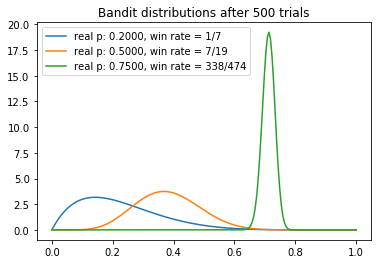 Bandit distributions after 500 trials
real p: 0.2000, win rate = 1/7
real p: 0.5000, win rate = 7/19
real p: 0.7500, win rate = 338/474
20.0
17.5
15.0
12.5
10.0
7.5
5.0
2.5
0.0
0.0 0.2 0.4 0.6 0.8 1.0